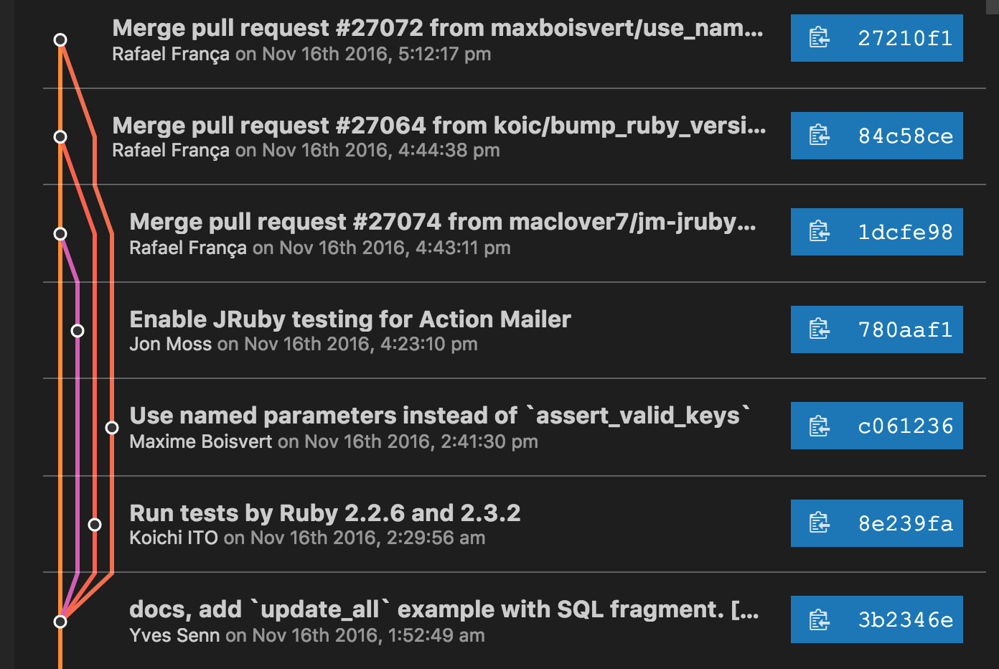 Merge pull request #27072 from maxboisvert/use_nam...
27210f1
Rafael França on Nov 16th 2016, 5:12:17 pm
Merge pull request #27064 from koic/bump_ruby_versi...
84c58ce
Rafael França on Nov 16th 2016, 4:44:38 pm
Merge pull request #27074 from maclover7/jm-jruby...
1dcfe98
Rafael França on Nov 16th 2016, 4:43:11 pm
Enable JRuby testing for Action Mailer
780aaf1
Jon Moss on Nov 16th 2016, 4:23:10 pm
Use named parameters instead of `assert_valid_keys`
c061236
Maxime Boisvert on Nov 16th 2016, 2:41:30 pm
Run tests by Ruby 2.2.6 and 2.3.2
8e239fa
Koichi ITO on Nov 16th 2016, 2:29:56 am
docs, add `update_all` example with SQL fragment. [...
3b2346e
Yves Senn on Nov 16th 2016, 1:52:49 am